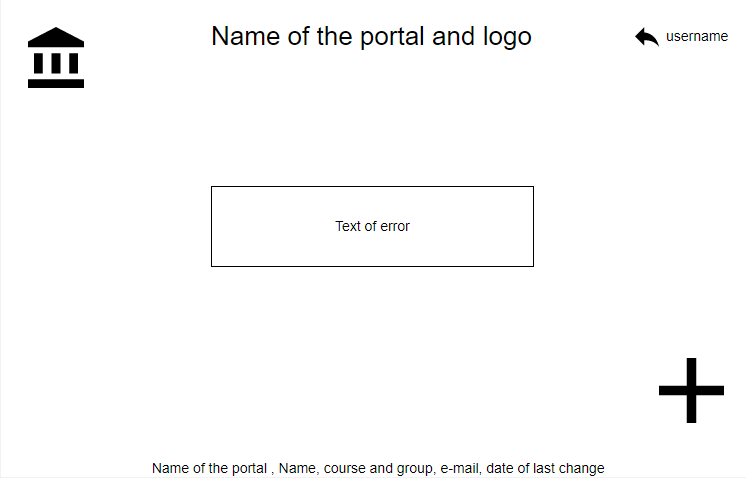 Name of the portal and logo
username
Text of error
Name of the portal , Name, course and group, e-mail, date of last change